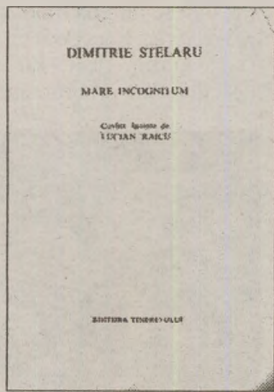 DIMITRIE STELARU
MARE INCOGNITUM
Cuvînt înainte de
LUCIAN RAICU
EDITURA TINERETULUI